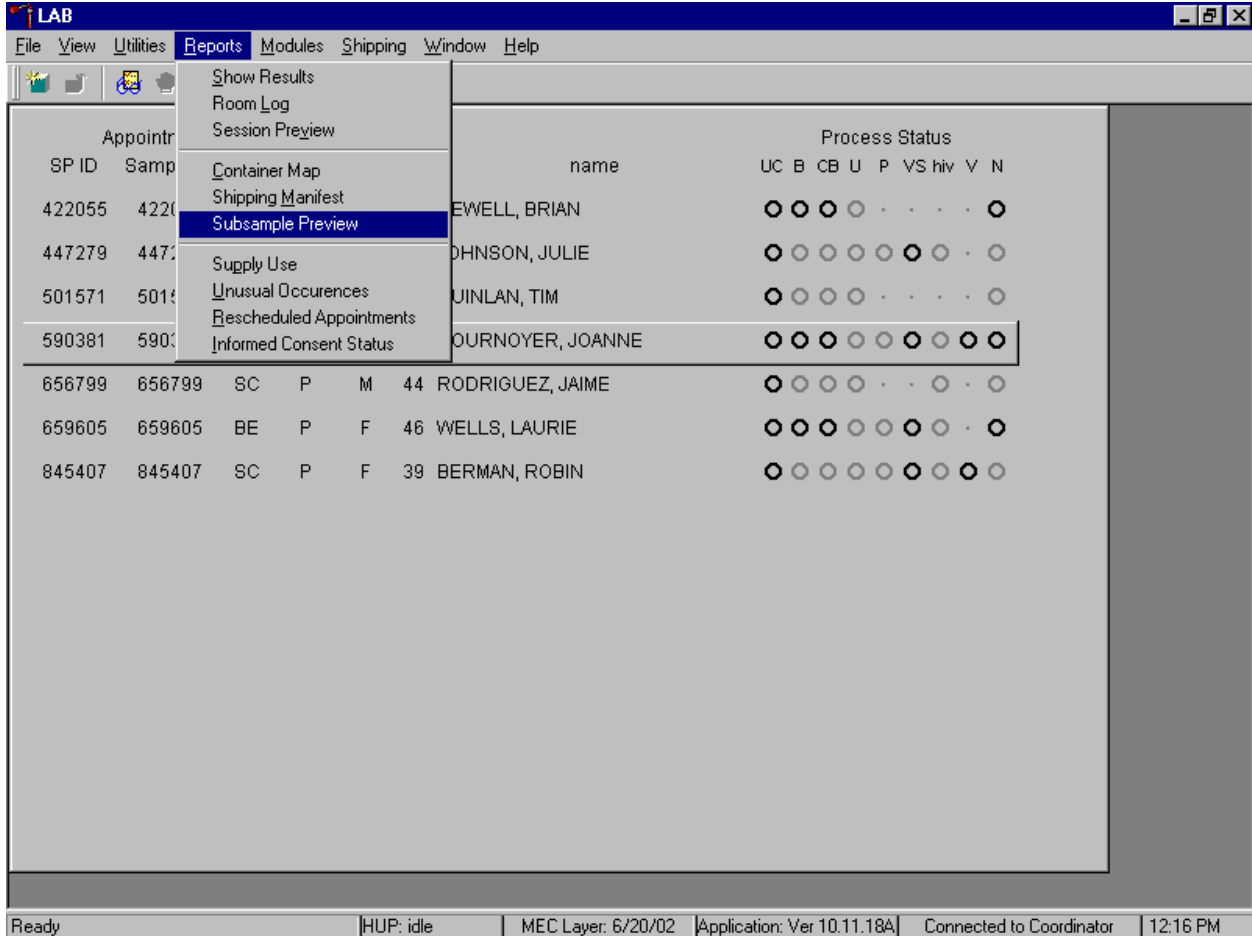 LAB
File View Utilities Reports Modules Shipping Window Help
Show Results
Room Log
Session Preview
Container Map
Shipping Manifest
Subsample Preview
Supply Use
Unusual Occurences
Rescheduled Appointments
Informed Consent Status
name Process Status
SP ID UC B CB U P VS hiv V N
422055 EWELL, BRIAN
447279 OHNSON, JULIE
501571 UINLAN, TIM
590381 OURNOYER, JOANNE
656799 656799 SC P M 44 RODRIGUEZ, JAIME
659605 659605 BE P F 46 WELLS, LAURIE
845407 845407 SC P F 39 BERMAN, ROBIN
Ready HUP: idle MEC Layer: 6/20/02 Application: Ver 10.11.18A Connected to Coordinator 12:16 PM